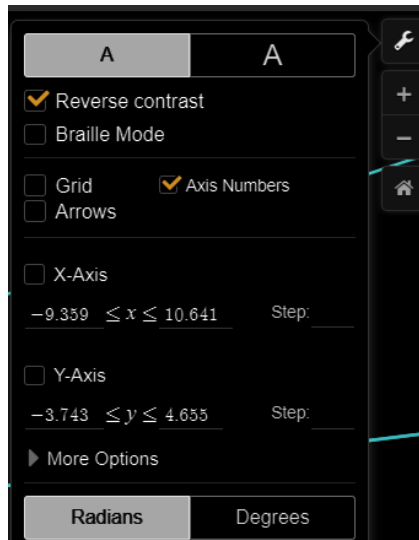 A A
Reverse contrast
Braille Mode
Grid Axis Numbers
Arrows
X-Axis
−9.359 ≤ x ≤ 10.641 Step:
Y-Axis
−3.743 ≤ y ≤ 4.655 Step:
More Options
Radians Degrees